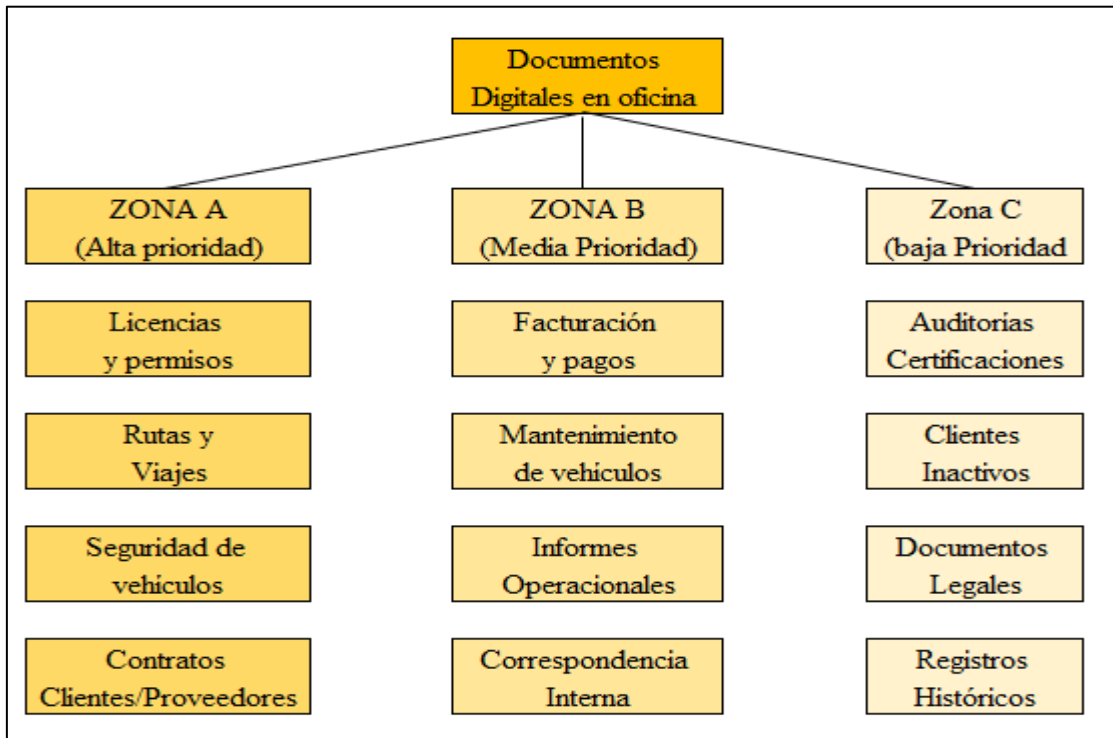 Documentos
Digitales en oficina
ZONA A
(Alta prioridad)
ZONA B
(Media Prioridad)
Zona C
(baja Prioridad
Licencias
y permisos
Facturación
y pagos
Auditorias
Certificaciones
Rutas y
Viajes
Mantenimiento
de vehículos
Clientes
Inactivos
Seguridad de
vehículos
Informes
Operacionales
Documentos
Legales
Contratos
Clientes/Proveedores
Correspondencia
Interna
Registros
Históricos